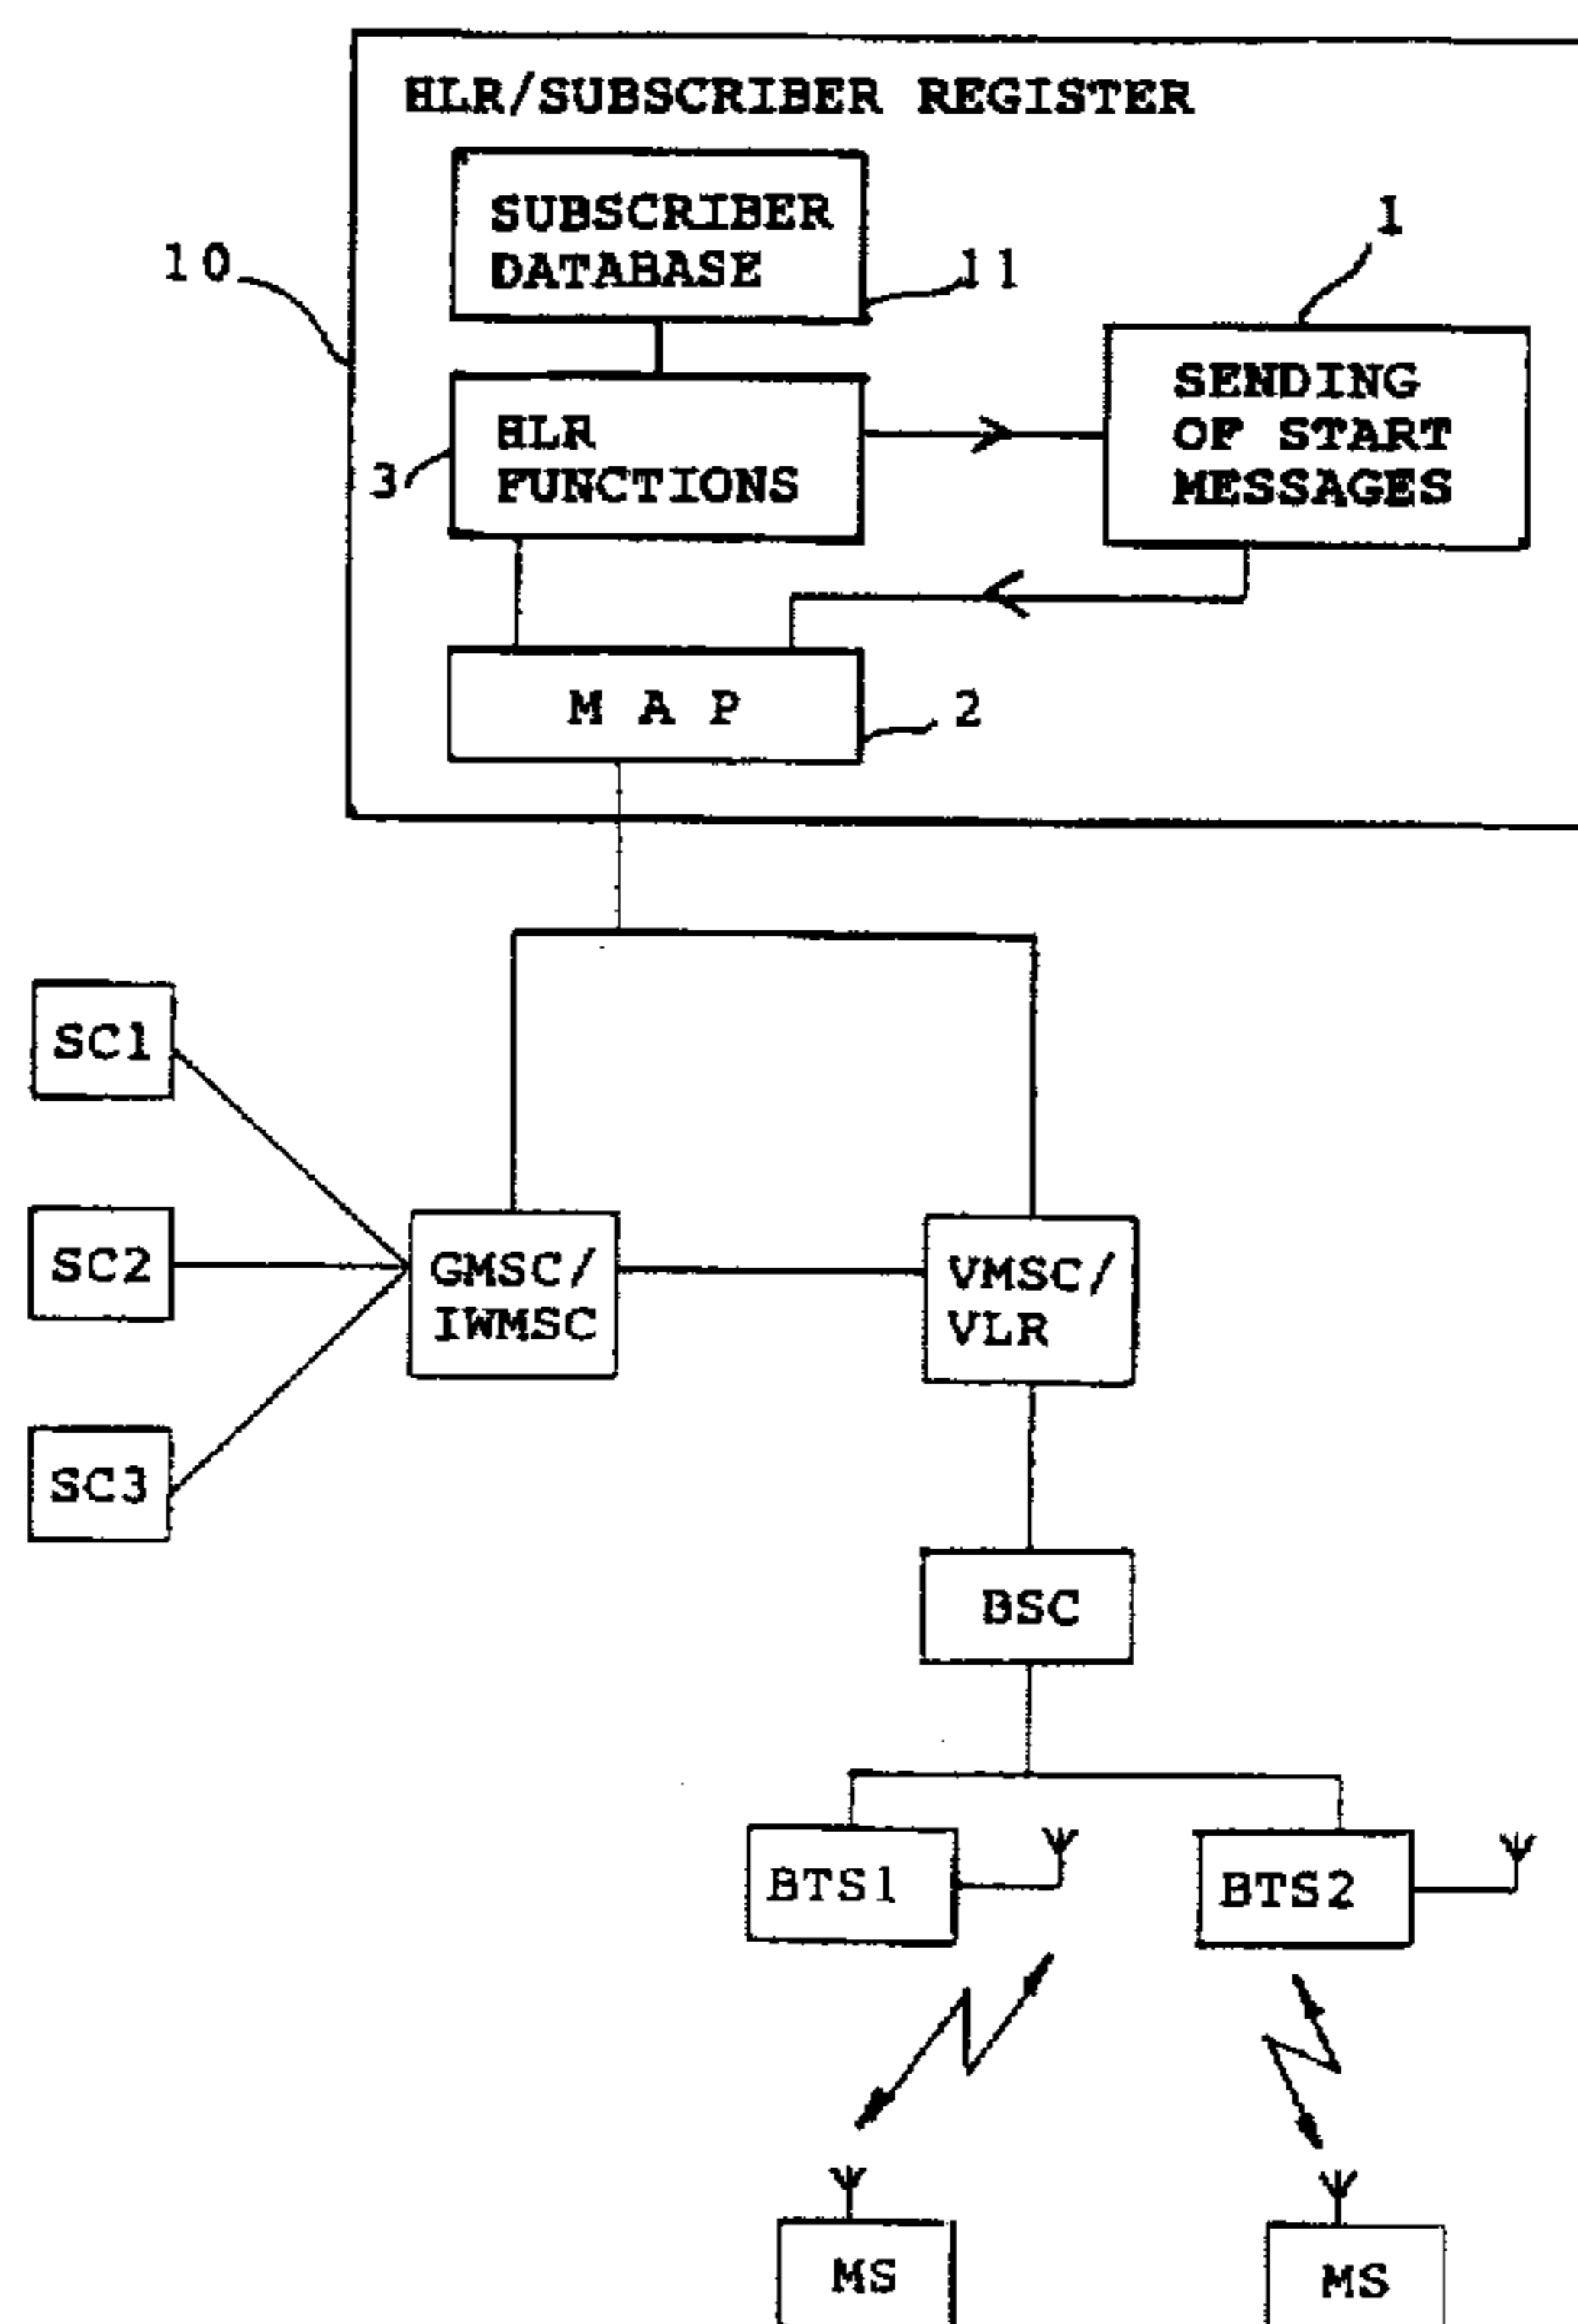 HLR/SUBSCRIBER REGISTER
SUBSCRIBER
DATABASE
1
10
11
SENDING
OF START
MESSAGES
HLR
FUNCTIONS
3
M A P
2
SC1
SC2
GMSC/
IWMSC
VMSC/
VLR
SC3
BSC
BTS1
BTS2
MS
MS